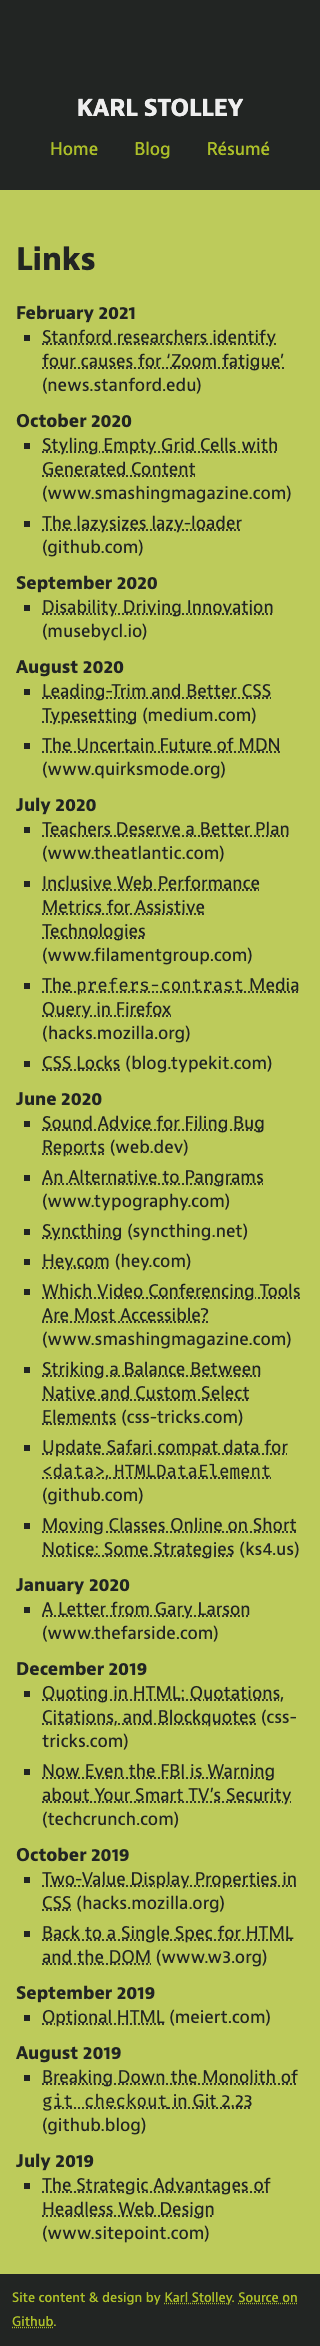 KARL STOLLEY
Home Blog Résumé
Links
February 2021
Stanford researchers identify
four causes for ‘Zoom fatigue’
(news.stanford.edu)
October 2020
Styling Empty Grid Cells with
Generated Content
(www.smashingmagazine.com)
The lazysizes lazy-loader
(github.com)
September 2020
Disability Driving Innovation
(musebycl.io)
August 2020
Leading-Trim and Better CSS
Typesetting (medium.com)
The Uncertain Future of MDN
(www.quirksmode.org)
July 2020
Teachers Deserve a Better Plan
(www.theatlantic.com)
Inclusive Web Performance
Metrics for Assistive
Technologies
(www.filamentgroup.com)
The prefers-contrast Media
Query in Firefox
(hacks.mozilla.org)
CSS Locks (blog.typekit.com)
June 2020
Sound Advice for Filing Bug
Reports (web.dev)
An Alternative to Pangrams
(www.typography.com)
Syncthing (syncthing.net)
Hey.com (hey.com)
Which Video Conferencing Tools
Are Most Accessible?
(www.smashingmagazine.com)
Striking a Balance Between
Native and Custom Select
Elements (css-tricks.com)
Update Safari compat data for
<data>, HTMLDataElement
(github.com)
Moving Classes Online on Short
Notice: Some Strategies (ks4.us)
January 2020
A Letter from Gary Larson
(www.thefarside.com)
December 2019
Quoting in HTML: Quotations,
Citations, and Blockquotes (css-
tricks.com)
Now Even the FBI is Warning
about Your Smart TV’s Security
(techcrunch.com)
October 2019
Two-Value Display Properties in
CSS (hacks.mozilla.org)
Back to a Single Spec for HTML
and the DOM (www.w3.org)
September 2019
Optional HTML (meiert.com)
August 2019
Breaking Down the Monolith of
git checkout in Git 2.23
(github.blog)
July 2019
The Strategic Advantages of
Headless Web Design
(www.sitepoint.com)
Site content & design by Karl Stolley. Source on
Github.